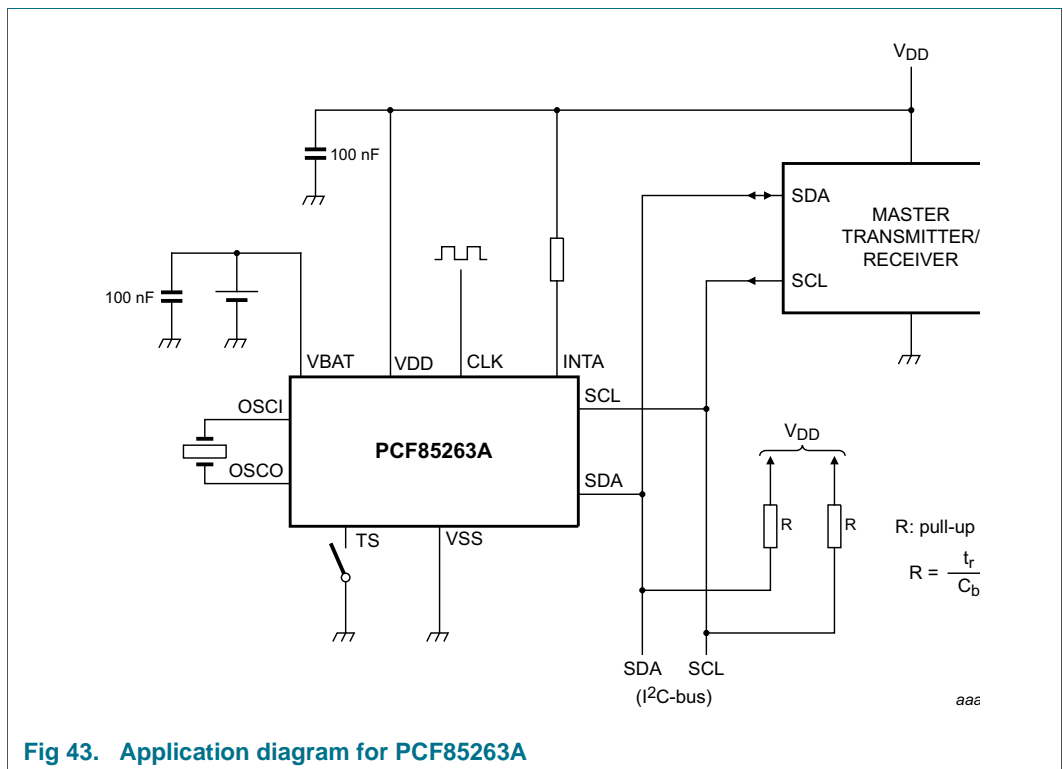 VDD
100 nF
SDA
MASTER
TRANSMITTER/
RECEIVER
SCL
100 nF
VBAT
VDD
CLK
INTA
SCL
OSCI
PCF85263A
OSCO
SDA
VDD
TS
VSS
R
R
R: pull-up
R = tr
Cb
SDA
SCL
(I2C-bus)
aaa
Fig 43. Application diagram for PCF85263A